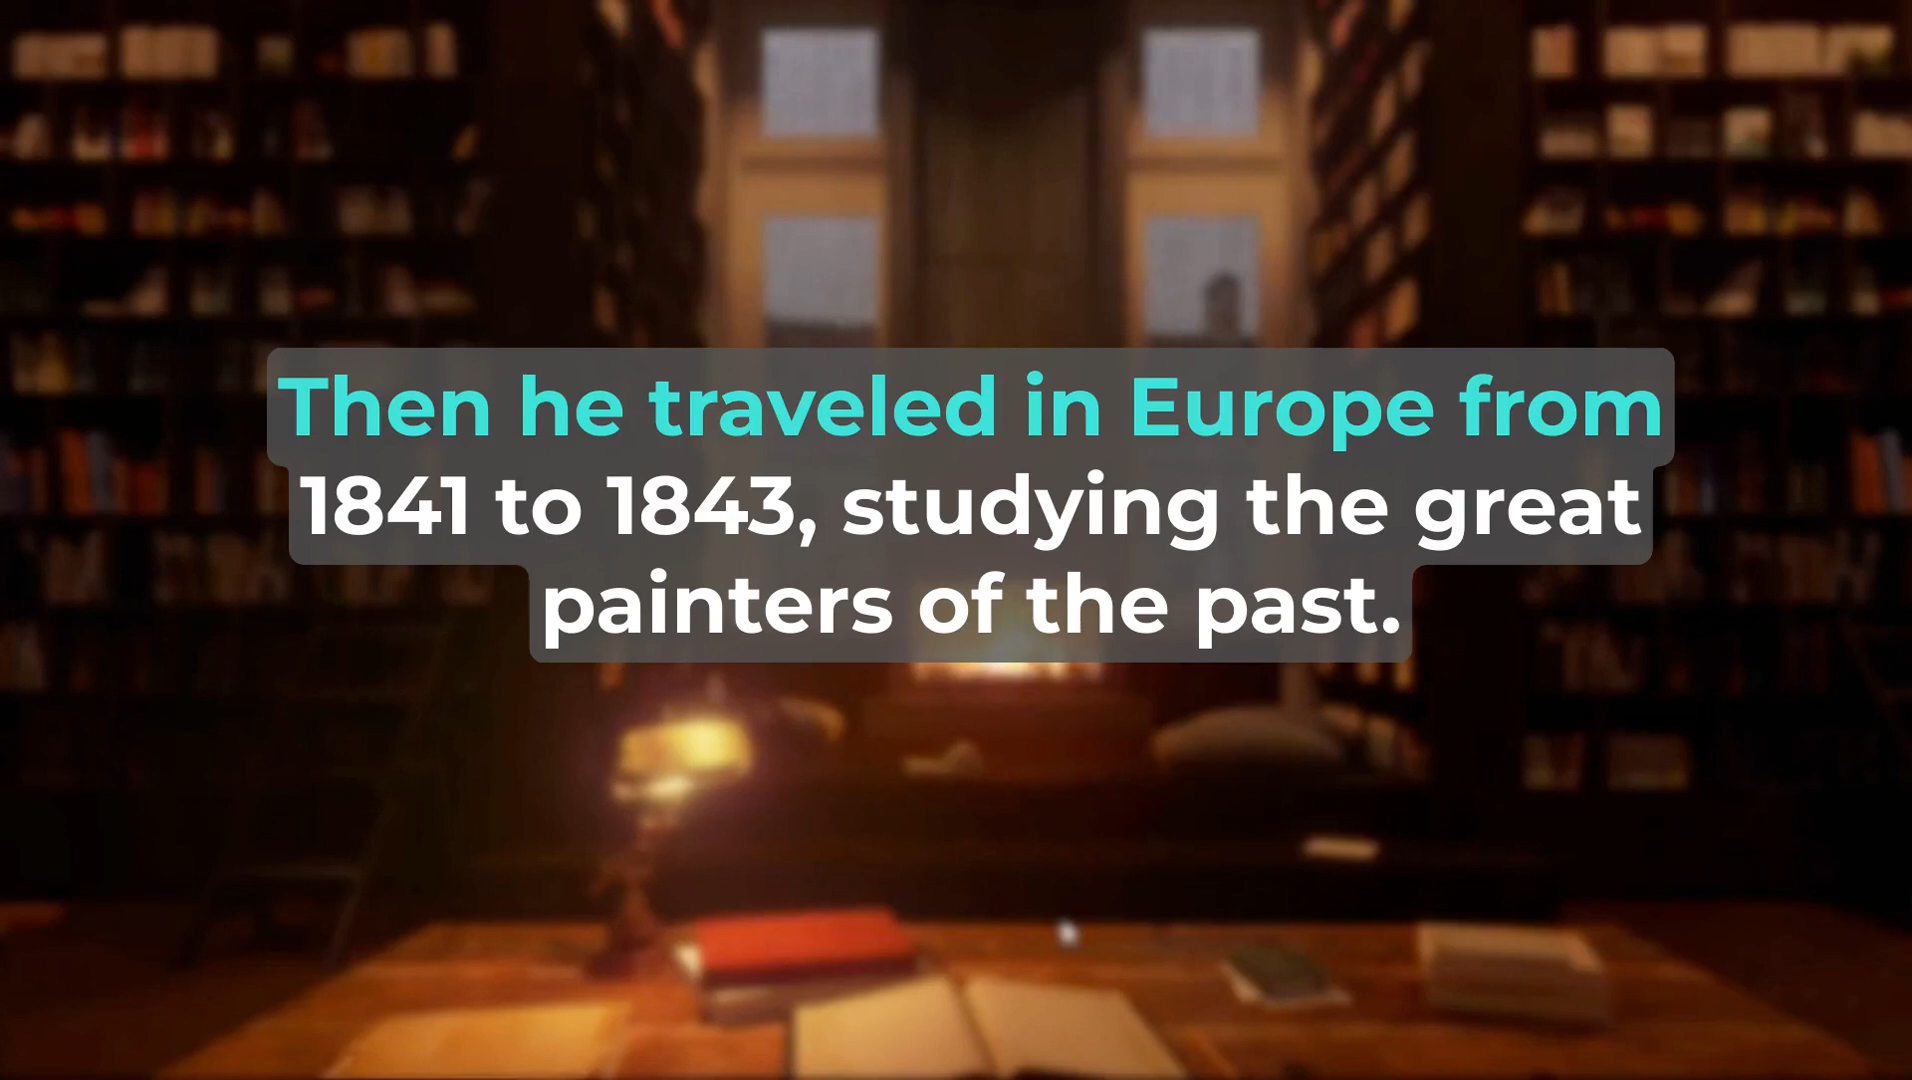 Then he traveled in Europe from
1841 to 1843, studying the great
painters of the past.